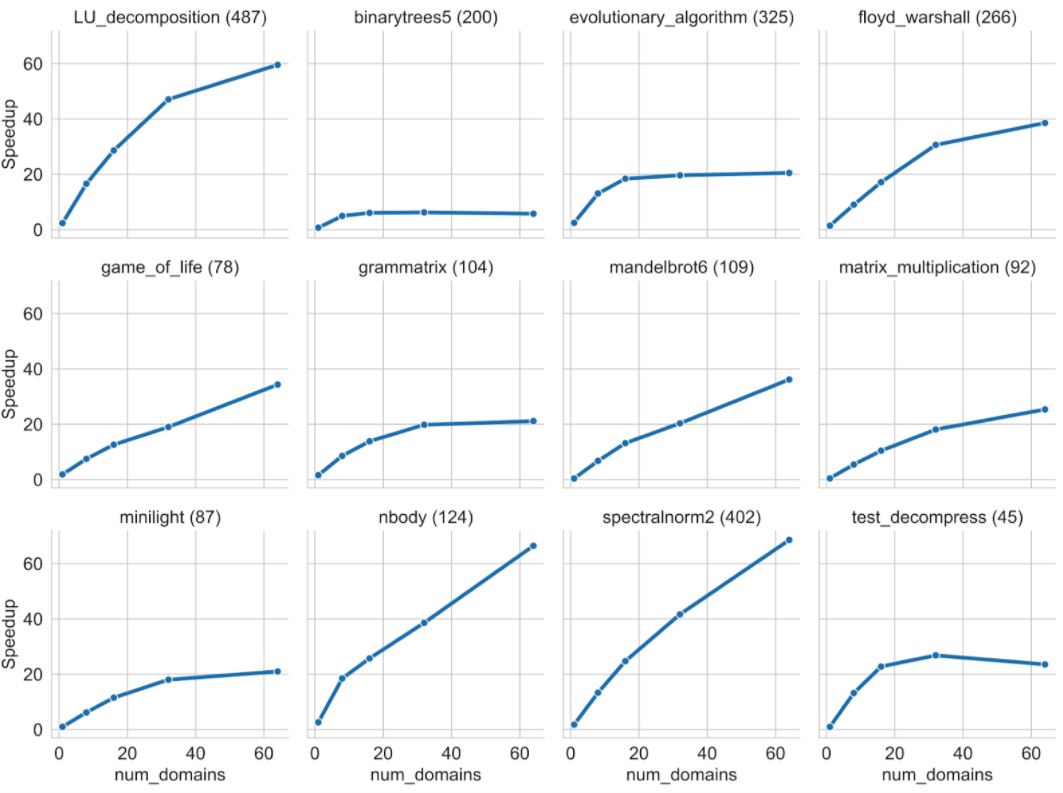 LU_decomposition (487) binarytrees5 (200) evolutionary_algorithm (325) floyd_warshall (266)
60
40
20
0
Speedup
game_of_life (78) grammatrix (104) mandelbrot6 (109) matrix_multiplication (92)
60
40
20
0
Speedup
minilight (87) nbody (124) spectralnorm2 (402) test_decompress (45)
60
40
20
0
Speedup
0 20 40 60 0 20 40 60 0 20 40 60 0 20 40 60
num_domains num_domains num_domains num_domains